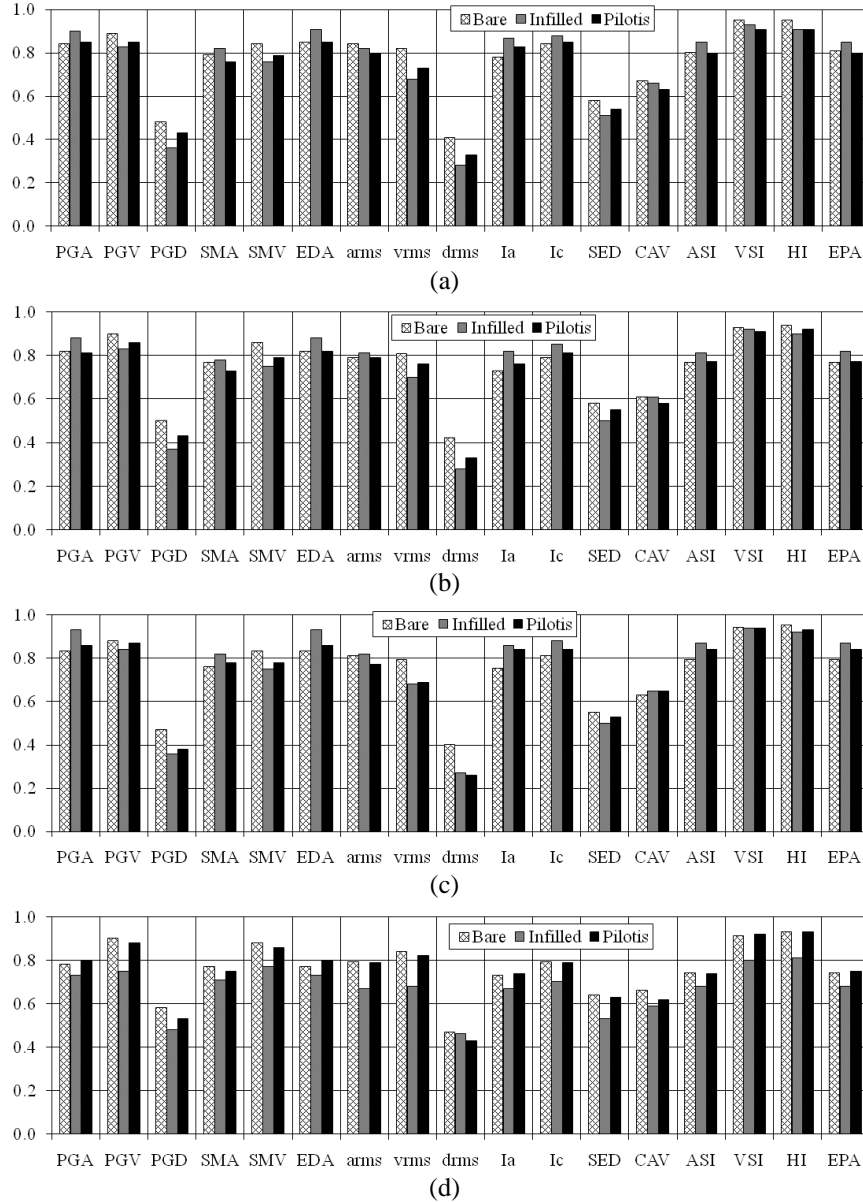 1.0
0.8
0.6
0.4
0.2
0.0
Bare Infilled Pilotis
PGA PGV PGD SMA SMV EDA arms vrms drms Ia Ic SED CAV ASI VSI HI EPA
(a)
1.0
0.8
0.6
0.4
0.2
0.0
Bare Infilled Pilotis
PGA PGV PGD SMA SMV EDA arms vrms drms Ia Ic SED CAV ASI VSI HI EPA
(b)
1.0
0.8
0.6
0.4
0.2
0.0
Bare Infilled Pilotis
PGA PGV PGD SMA SMV EDA arms vrms drms Ia Ic SED CAV ASI VSI HI EPA
(c)
1.0
0.8
0.6
0.4
0.2
0.0
Bare Infilled Pilotis
PGA PGV PGD SMA SMV EDA arms vrms drms Ia Ic SED CAV ASI VSI HI EPA
(d)